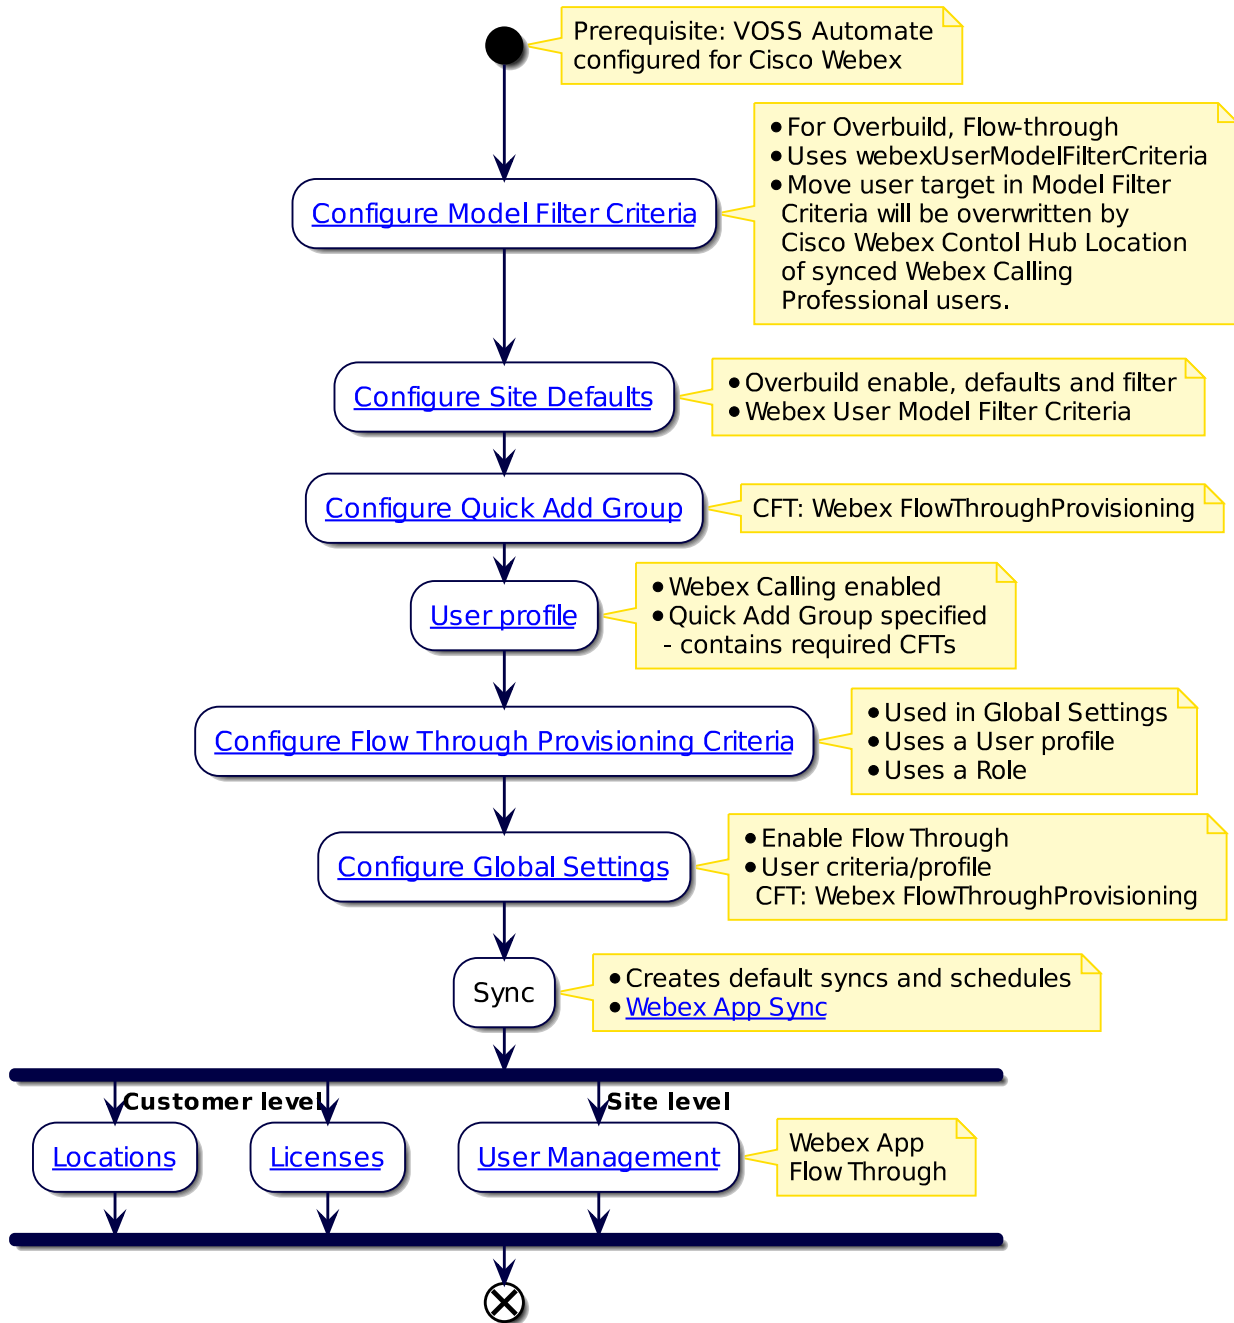 Prerequisite: VOSS Automate
configured for Cisco Webex
Configure Model Filter Criteria
• For Overbuild, Flow-through
• Uses webexUserModelFilterCriteria
• Move user target in Model Filter
Criteria will be overwritten by
Cisco Webex Contol Hub Location
of synced Webex Calling
Professional users.
Configure Site Defaults
• Overbuild enable, defaults and filter
• Webex User Model Filter Criteria
Configure Quick Add Group
CFT: Webex FlowThroughProvisioning
User profile
• Webex Calling enabled
• Quick Add Group specified
- contains required CFTs
Configure Flow Through Provisioning Criteria
• Used in Global Settings
• Uses a User profile
• Uses a Role
Configure Global Settings
• Enable Flow Through
• User criteria/profile
CFT: Webex FlowThroughProvisioning
Sync
• Creates default syncs and schedules
• Webex App Sync
Customer level
Site level
Locations
Licenses
User Management
Webex App
Flow Through